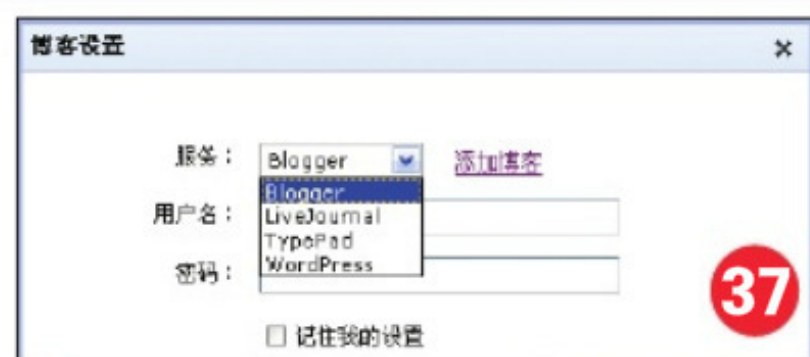 博客设置 ×
服务： Blogger 添加博客
Blogger
用户名： LiveJournal
TypePad
密码： WordPress
37
记住我的设置